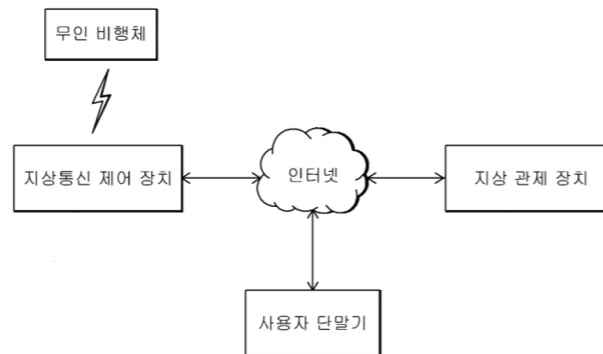 무인 비행체
지상통신 제어 장치
인터넷
지상 관제 장치
사용자 단말기